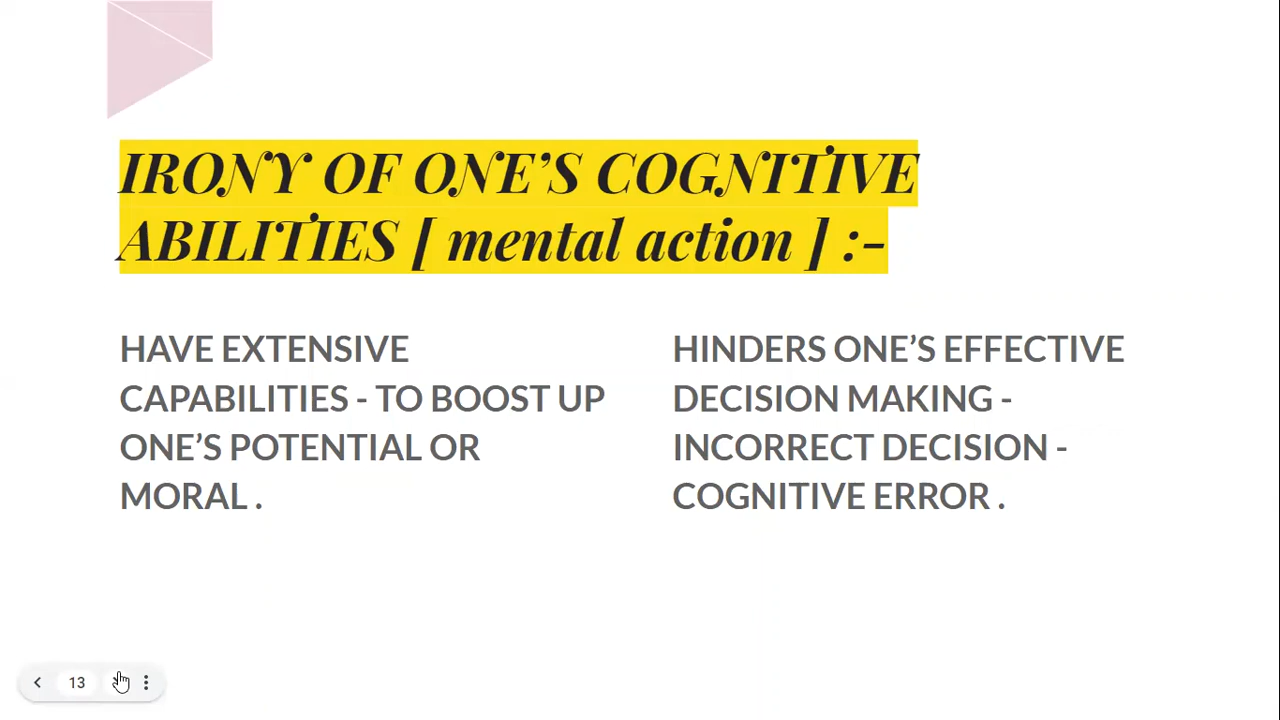 IRONY OF ONE’S COGNITIVE
ABILITIES [ mental action ] :-
HAVE EXTENSIVE
CAPABILITIES - TO BOOST UP
ONE’S POTENTIAL OR
MORAL .
HINDERS ONE’S EFFECTIVE
DECISION MAKING -
INCORRECT DECISION -
COGNITIVE ERROR .
13